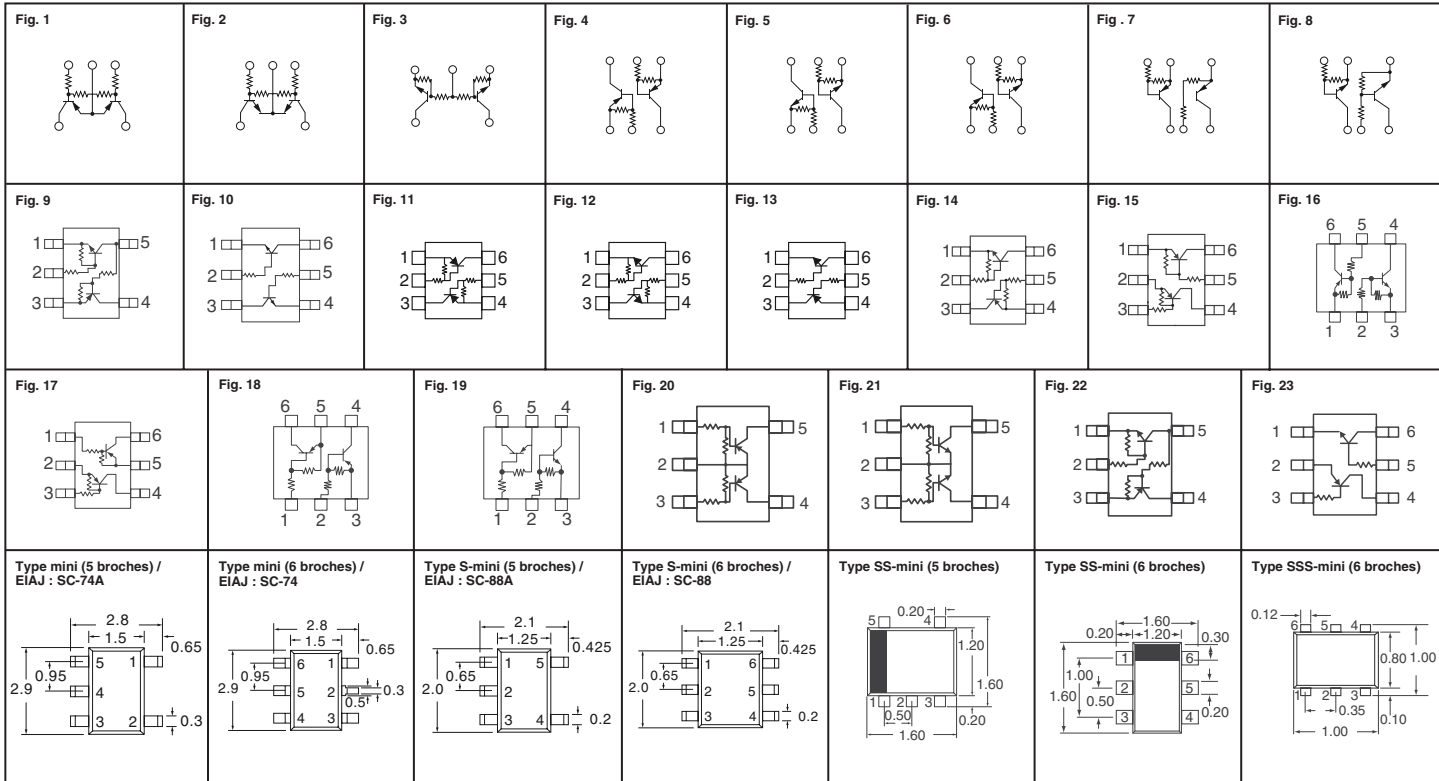 Fig. 1 Fig. 2 Fig. 3 Fig. 4 Fig. 5 Fig. 6 Fig . 7 Fig. 8
Fig. 9 Fig. 10 Fig. 11 Fig. 12 Fig. 13 Fig. 14 Fig. 15 Fig. 16
1 2 3 5 4
1 2 3 6 5 4
1 2 3 6 5 4
1 2 3 6 5 4
1 2 3 6 5 4
1 2 3 6 5 4
1 2 3 6 5 4
6 5 4
1 2 3
Fig. 17 Fig. 18 Fig. 19 Fig. 20 Fig. 21 Fig. 22 Fig. 23
1 2 3 6 5 4
6 5 4
1 2 3
6 5 4
1 2 3
1 2 3 5 4
1 2 3 5 4
1 2 3 5 4
1 2 3 6 5 4
Type mini (5 broches) /
EIAJ : SC-74A
2.8
1.5
0.65
5 1
0.95
2.9
4
3 2
0.3
Type mini (6 broches) /
EIAJ : SC-74
2.8
1.5
0.65
6 1
0.95
2.9
5 2
0.3
0.5
4 3
Type S-mini (5 broches) /
EIAJ : SC-88A
2.1
1.25
0.425
1 5
0.65
2.0
2
3 4
0.2
Type S-mini (6 broches) /
EIAJ : SC-88
2.1
1.25
0.425
1 6
0.65
2.0
2 5
3 4
0.2
Type SS-mini (5 broches)
0.20
5 4
1.20
1.60
1 2 3
0.50
0.20
1.60
Type SS-mini (6 broches)
1.60
0.20 1.20 0.30
1 6
1.00
1.60
2 5
0.50
0.20
3 4
Type SSS-mini (6 broches)
0.12
6 5 4
0.80 1.00
1 2 3
0.35
0.10
1.00